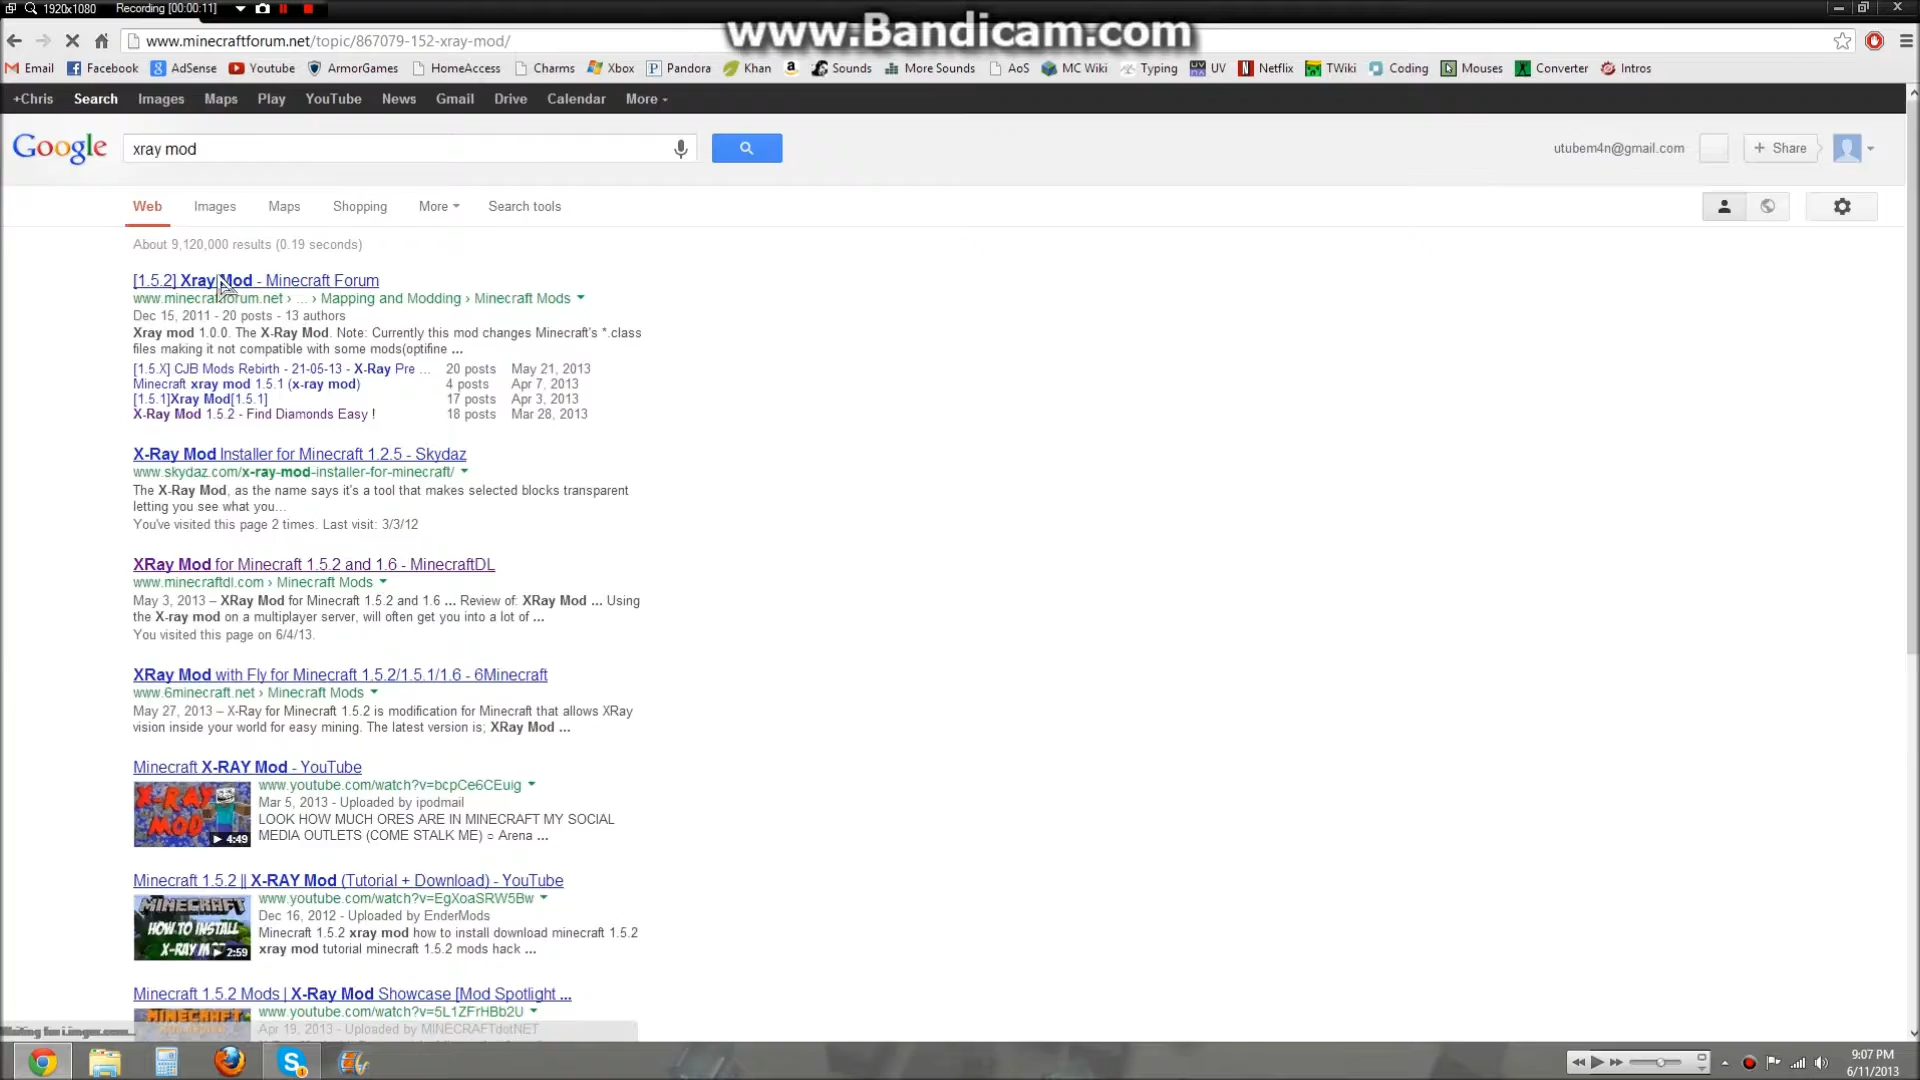 1920x1080 Recording [00:00:11]
www.Bandicam.com
www.minecraftforum.net/topic/867079-152-xray-mod/
Email Facebook AdSense Youtube ArmorGames HomeAccess Charms Xbox Pandora Khan Sounds More Sounds AoS MC Wiki Typing UV Netflix TWiki Coding Mouses Converter Intros
+Chris Search Images Maps Play YouTube News Gmail Drive Calendar More
Google xray mod utubem4n@gmail.com + Share
Web Images Maps Shopping More Search tools
About 9,120,000 results (0.19 seconds)
[1.5.2] Xray Mod - Minecraft Forum
www.minecraftforum.net › ... › Mapping and Modding › Minecraft Mods
Dec 15, 2011 - 20 posts - 13 authors
Xray mod 1.0.0. The X-Ray Mod. Note: Currently this mod changes Minecraft's *.class
files making it not compatible with some mods(optifine ...
[1.5.X] CJB Mods Rebirth - 21-05-13 - X-Ray Pre ... 20 posts May 21, 2013
Minecraft xray mod 1.5.1 (x-ray mod) 4 posts Apr 7, 2013
[1.5.1]Xray Mod[1.5.1] 17 posts Apr 3, 2013
X-Ray Mod 1.5.2 - Find Diamonds Easy ! 18 posts Mar 28, 2013
X-Ray Mod Installer for Minecraft 1.2.5 - Skydaz
www.skydaz.com/x-ray-mod-installer-for-minecraft/
The X-Ray Mod, as the name says it's a tool that makes selected blocks transparent
letting you see what you...
You've visited this page 2 times. Last visit: 3/3/12
XRay Mod for Minecraft 1.5.2 and 1.6 - MinecraftDL
www.minecraftdl.com › Minecraft Mods
May 3, 2013 – XRay Mod for Minecraft 1.5.2 and 1.6 ... Review of: XRay Mod ... Using
the X-ray mod on a multiplayer server, will often get you into a lot of ...
You visited this page on 6/4/13.
XRay Mod with Fly for Minecraft 1.5.2/1.5.1/1.6 - 6Minecraft
www.6minecraft.net › Minecraft Mods
May 27, 2013 – X-Ray for Minecraft 1.5.2 is modification for Minecraft that allows XRay
vision inside your world for easy mining. The latest version is; XRay Mod ...
Minecraft X-RAY Mod - YouTube
www.youtube.com/watch?v=bcpCe6CEuig
Mar 5, 2013 - Uploaded by ipodmail
LOOK HOW MUCH ORES ARE IN MINECRAFT MY SOCIAL
MEDIA OUTLETS (COME STALK ME) ○ Arena ...
X-RAY
MOD
4:49
Minecraft 1.5.2 || X-RAY Mod (Tutorial + Download) - YouTube
www.youtube.com/watch?v=EgXoaSRW5Bw
Dec 16, 2012 - Uploaded by EnderMods
Minecraft 1.5.2 xray mod how to install download minecraft 1.5.2
xray mod tutorial minecraft 1.5.2 mods hack ...
MINECRAFT
HOW TO INSTALL
X-RAY M
2:59
Minecraft 1.5.2 Mods | X-Ray Mod Showcase [Mod Spotlight ...
www.youtube.com/watch?v=5L1ZFrHBb2U
Apr 19, 2013 - Uploaded by MINECRAFTdotNET
MINECRAFT
9:07 PM
6/11/2013